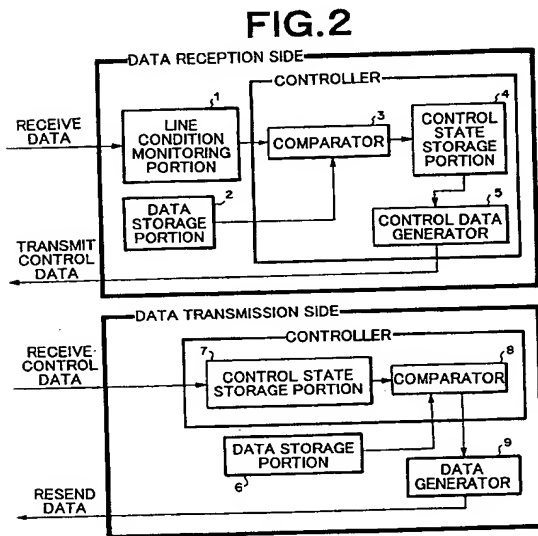 FIG.2
DATA RECEPTION SIDE
CONTROLLER
1
3
4
RECEIVE
DATA
LINE
CONDITION
MONITORING
PORTION
COMPARATOR
CONTROL
STATE
STORAGE
PORTION
2
DATA
STORAGE
PORTION
5
CONTROL DATA
GENERATOR
TRANSMIT
CONTROL
DATA
DATA TRANSMISSION SIDE
CONTROLLER
RECEIVE
CONTROL
DATA
7
8
CONTROL STATE
STORAGE PORTION
COMPARATOR
DATA STORAGE
PORTION
6
9
DATA
GENERATOR
RESEND
DATA